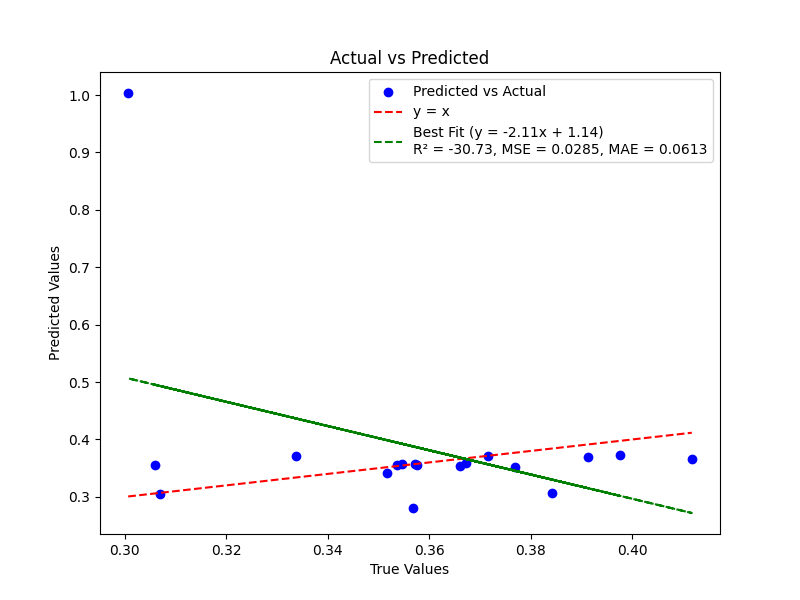 Actual vs Predicted
Predicted vs Actual
y = x
Best Fit (y = -2.11x + 1.14)
R² = -30.73, MSE = 0.0285, MAE = 0.0613
Predicted Values
1.0
0.9
0.8
0.7
0.6
0.5
0.4
0.3
0.30 0.32 0.34 0.36 0.38 0.40
True Values